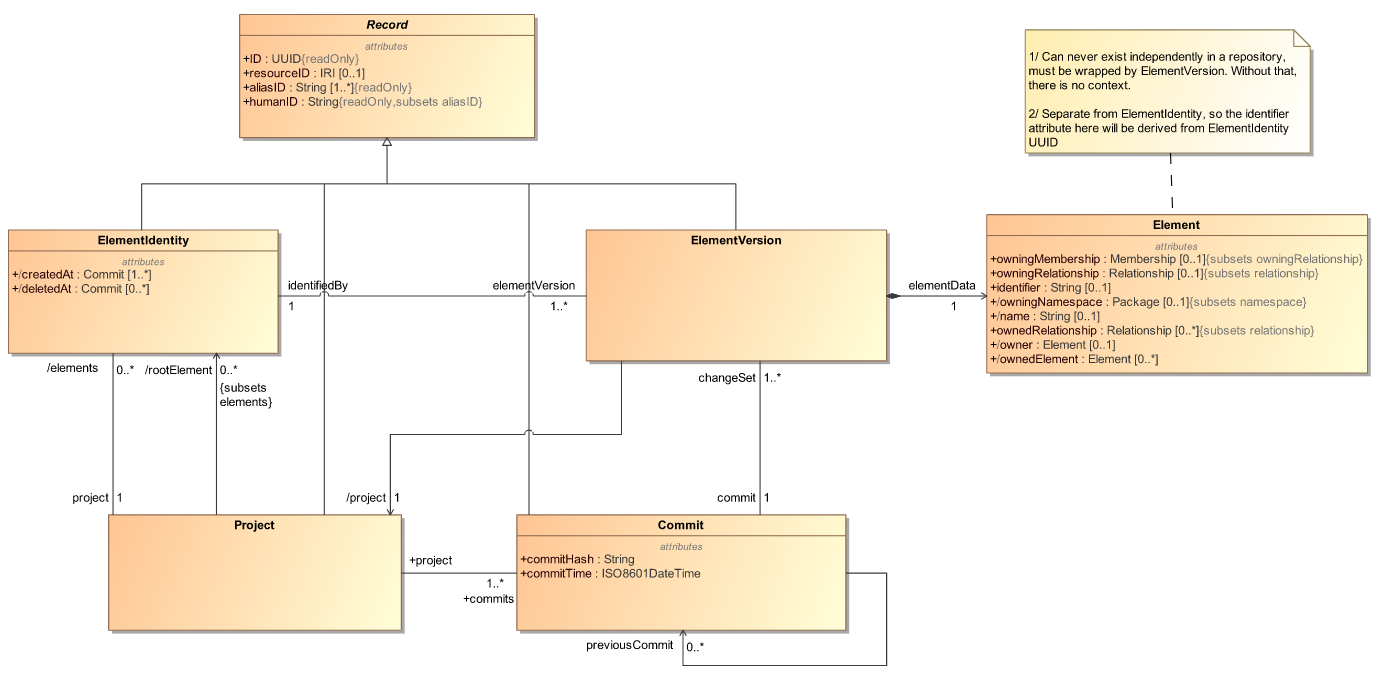 Record
attributes
+ID : UUID{readOnly}
+resourceID : IRI [0..1]
+aliasID : String [1..*]{readOnly}
+humanID : String{readOnly,subsets aliasID}
1/ Can never exist independently in a repository,
must be wrapped by ElementVersion. Without that,
there is no context.
2/ Separate from ElementIdentity, so the identifier
attribute here will be derived from ElementIdentity
UUID
ElementIdentity
attributes
+/createdAt : Commit [1..*]
+/deletedAt : Commit [0..*]
identifiedBy
1
elementVersion
1..*
ElementVersion
elementData
1
Element
attributes
+owningMembership : Membership [0..1]{subsets owningRelationship}
+owningRelationship : Relationship [0..1]{subsets relationship}
+identifier : String [0..1]
+/owningNamespace : Package [0..1]{subsets namespace}
+/name : String [0..1]
+ownedRelationship : Relationship [0..*]{subsets relationship}
+/owner : Element [0..1]
+/ownedElement : Element [0..*]
/elements
0..*
/rootElement
0..*
{subsets
elements}
changeSet
1..*
project
1
/project
1
commit
1
Project
+project
1..*
+commits
Commit
attributes
+commitHash : String
+commitTime : ISO8601DateTime
previousCommit
0..*